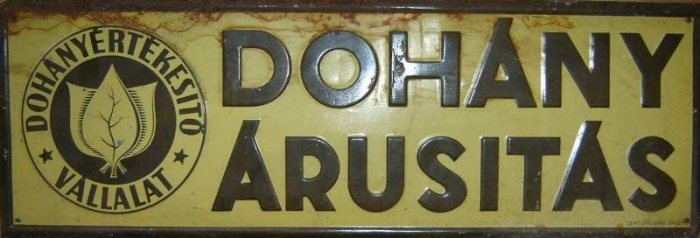 DOHÁNYÉRTÉKESITŐ
VÁLLALAT
DOHÁNY
ÁRUSITÁS